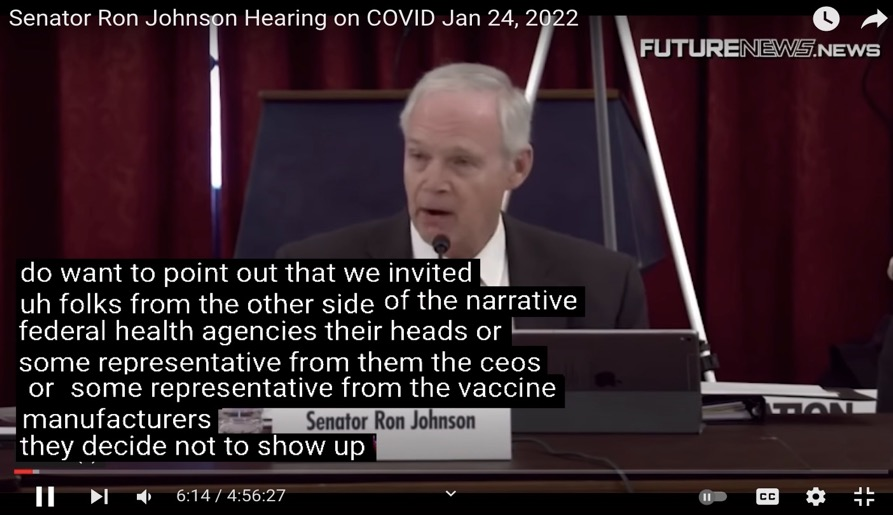 Senator Ron Johnson Hearing on COVID Jan 24, 2022
FUTURENEWS.NEWS
do want to point out that we invited
uh folks from the other side of the narrative
federal health agencies their heads or
some representative from them the ceos
or some representative from the vaccine
manufacturers
they decide not to show up
Senator Ron Johnson
6:14 / 4:56:27
CC